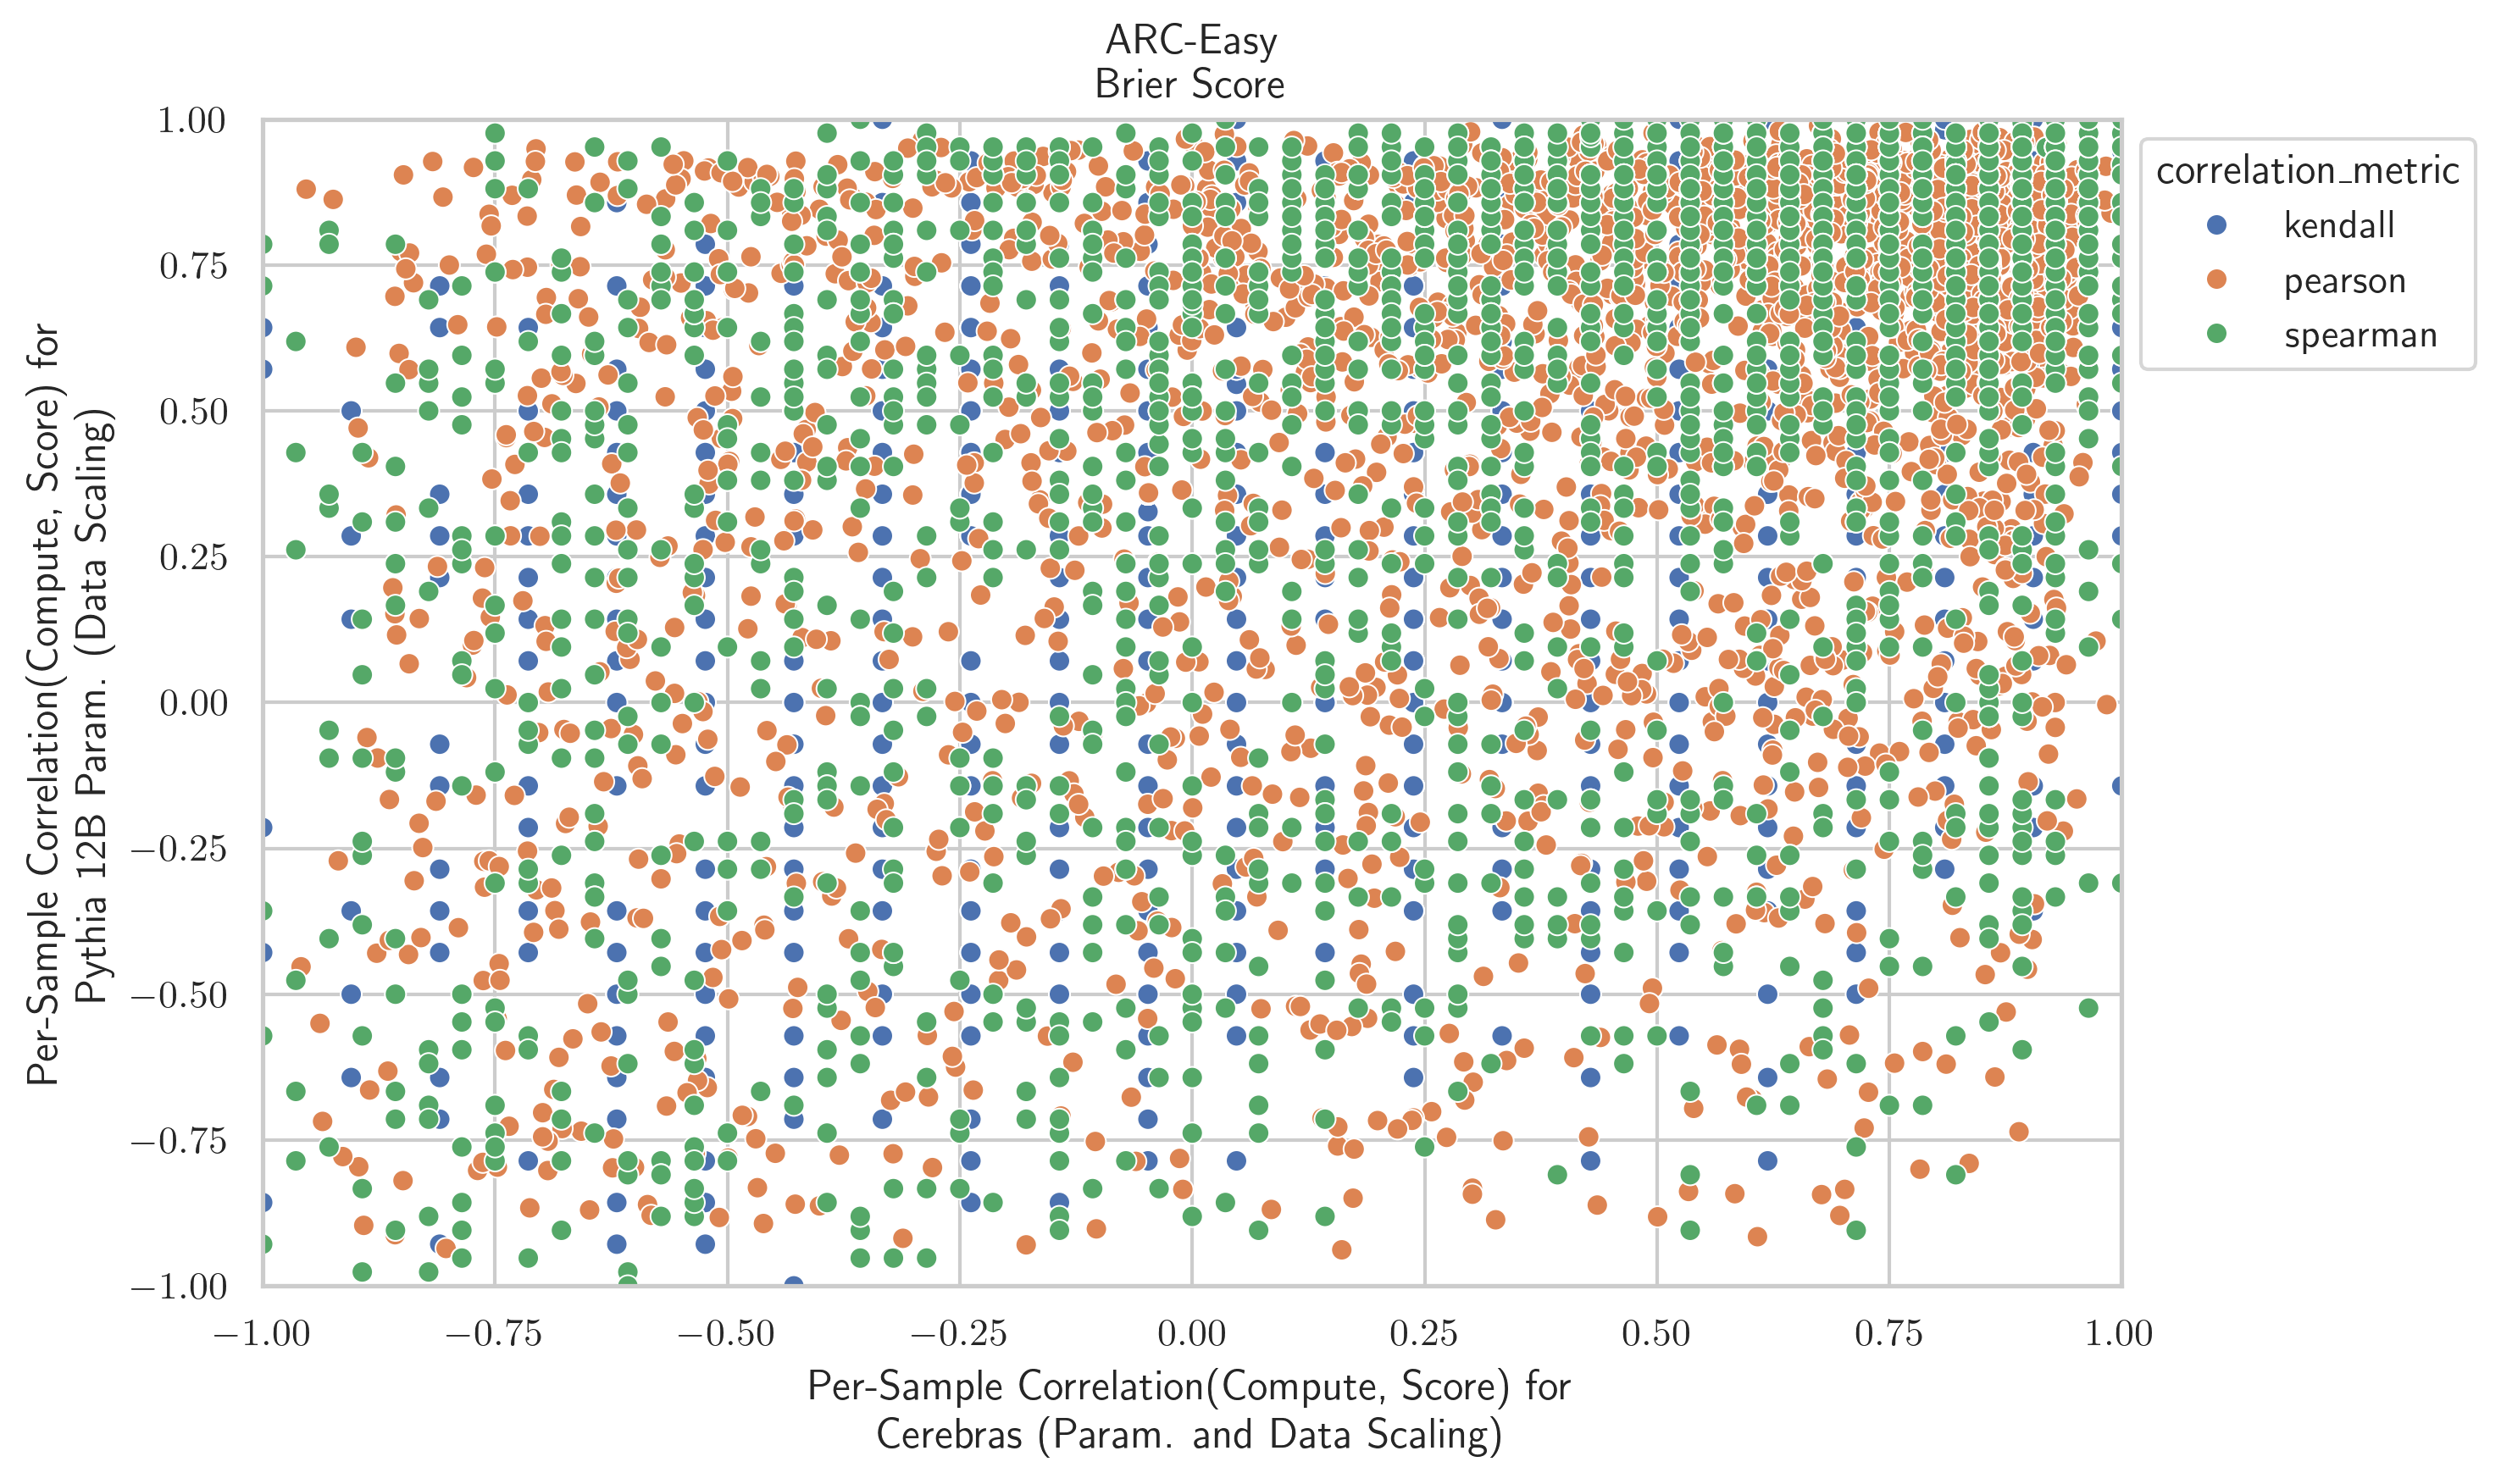 ARC-Easy
Brier Score
Per-Sample Correlation(Compute, Score) for
Pythia 12B Param. (Data Scaling)
1.00
0.75
0.50
0.25
0.00
−0.25
−0.50
−0.75
−1.00
−1.00 −0.75 −0.50 −0.25 0.00 0.25 0.50 0.75 1.00
Per-Sample Correlation(Compute, Score) for
Cerebras (Param. and Data Scaling)
correlation_metric
kendall
pearson
spearman